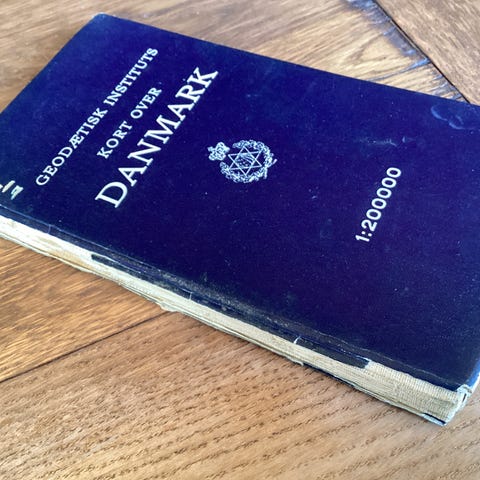 GEODÆTISK INSTITUTS
KORT OVER
DANMARK
1:200000